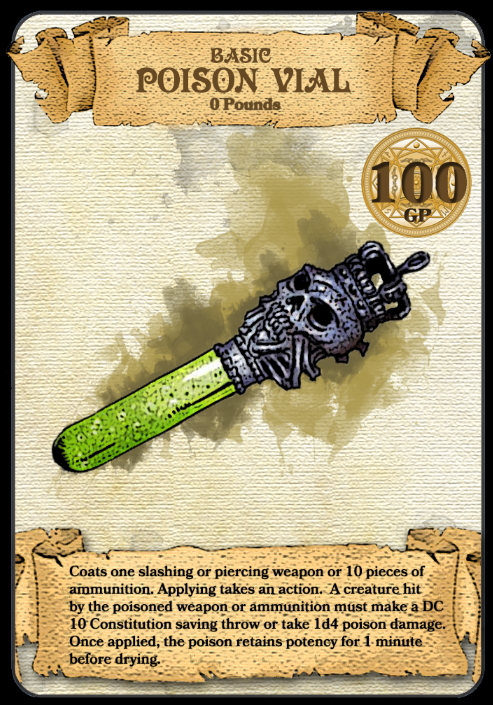 BASIC
POISON VIAL
0 Pounds
100
GP
Coats one slashing or piercing weapon or 10 pieces of
ammunition. Applying takes an action. A creature hit
by the poisoned weapon or ammunition must make a DC
10 Constitution saving throw or take 1d4 poison damage.
Once applied, the poison retains potency for 1 minute
before drying.